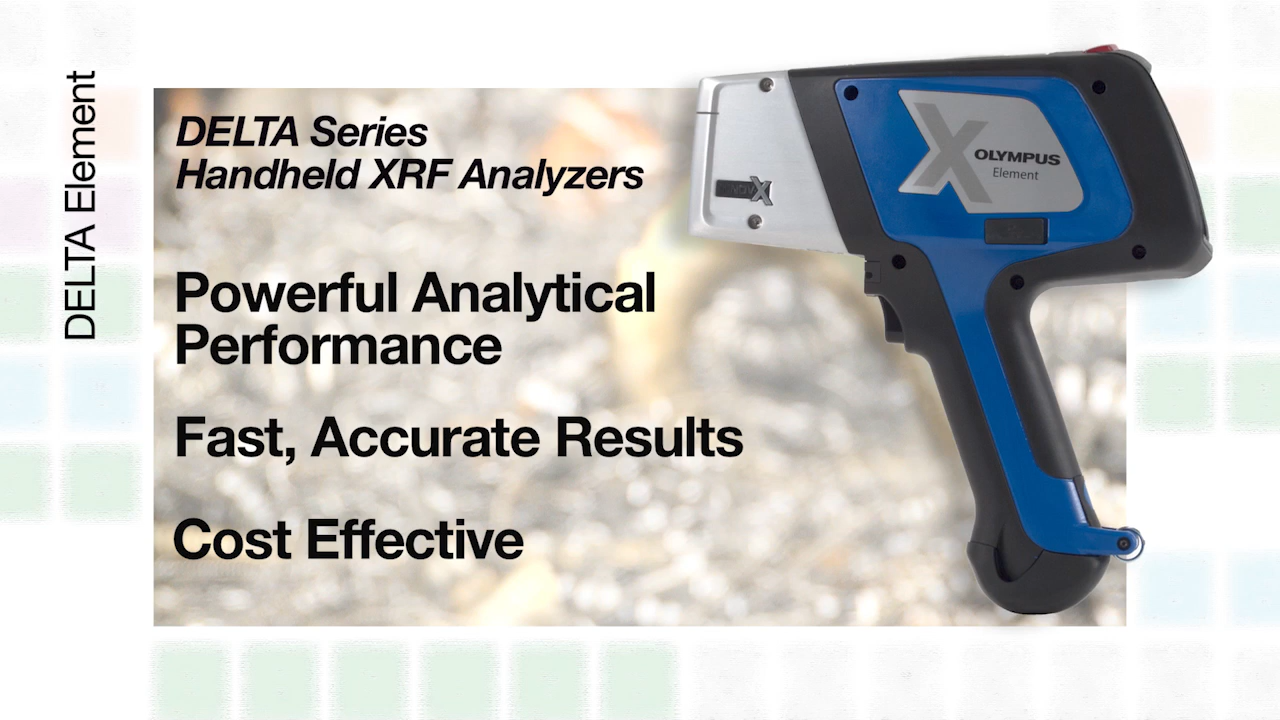 DELTA Element
DELTA Series
Handheld XRF Analyzers
Powerful Analytical
Performance
Fast, Accurate Results
Cost Effective
X
OLYMPUS
Element